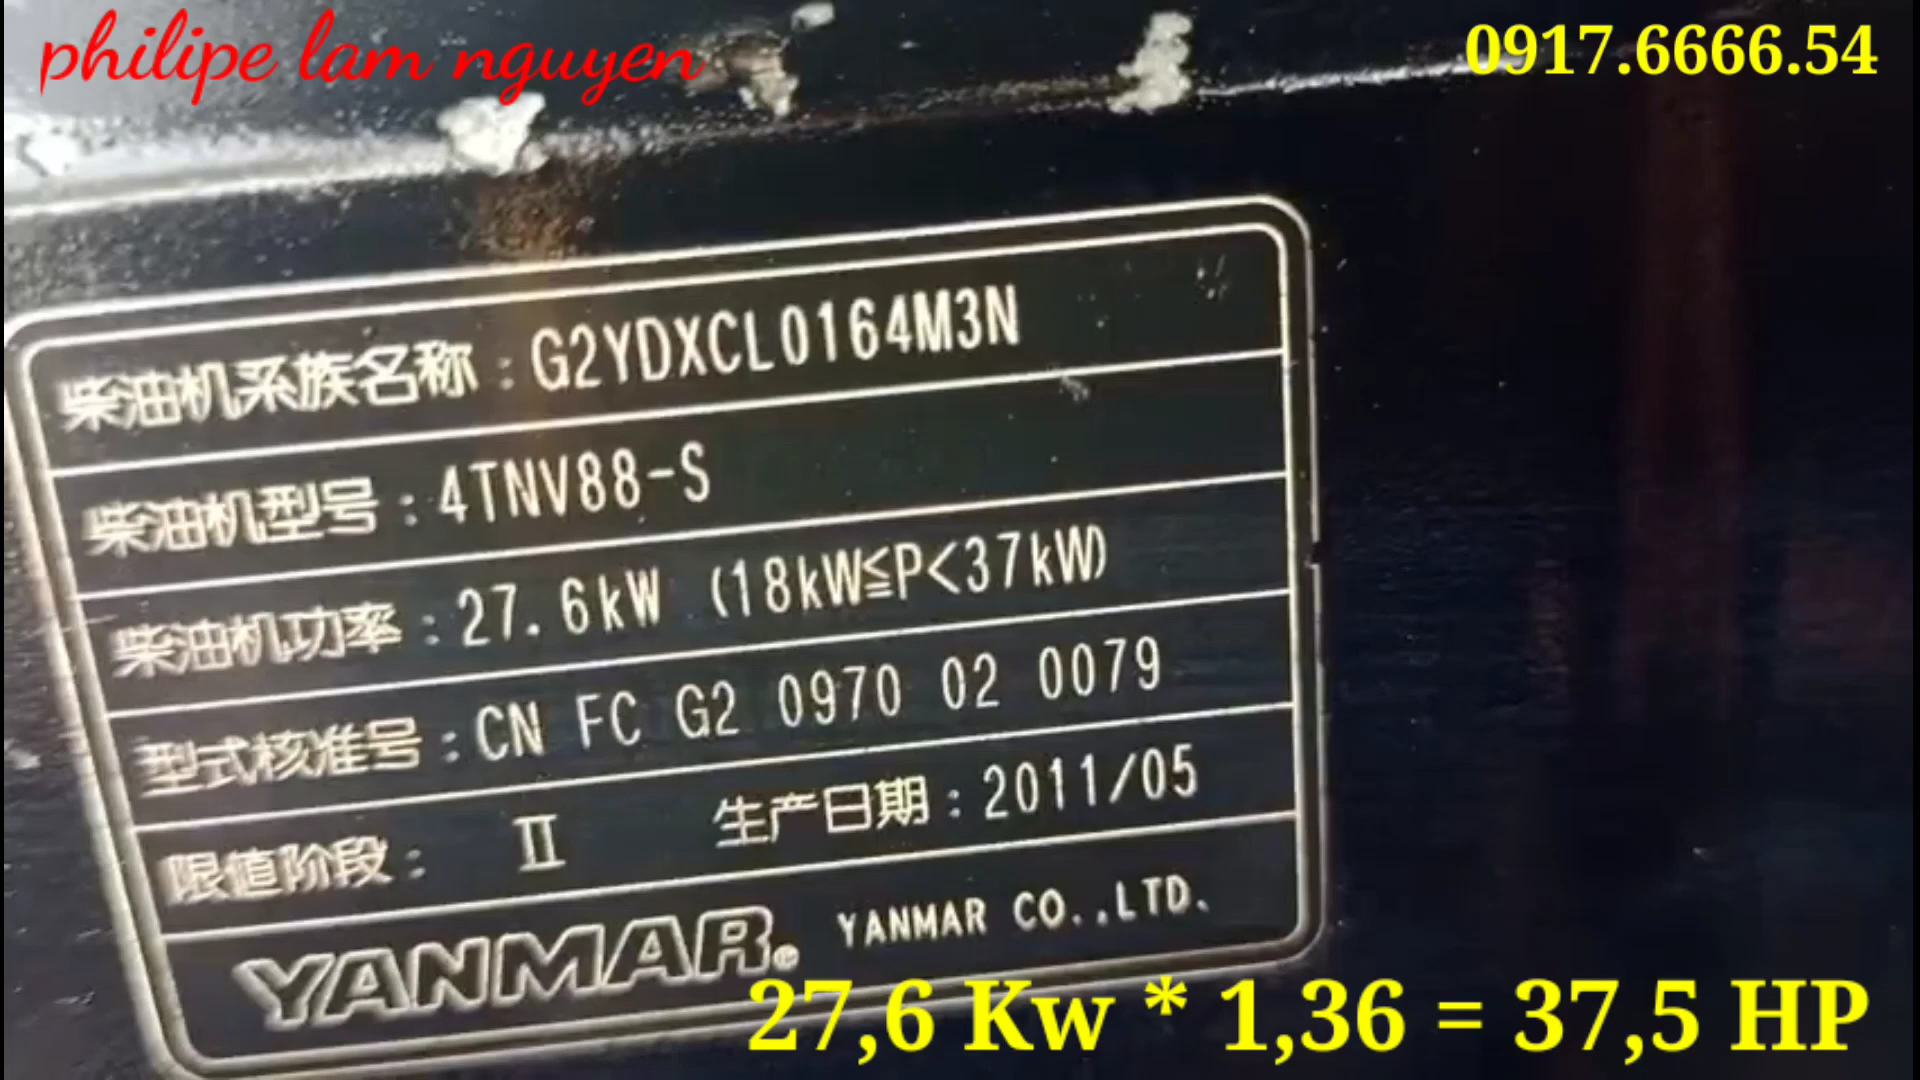 philipe lam nguyen
0917.6666.54
柴油机系族名称：G2YDXCL0164M3N
柴油机型号：4TNV88-S
柴油机功率：27.6kW (18kW≦P<37kW)
型式核准号：CN FC G2 0970 02 0079
限值阶段： Ⅱ 生产日期：2011/05
YANMAR® YANMAR CO.,LTD.
27,6 Kw * 1,36 = 37,5 HP